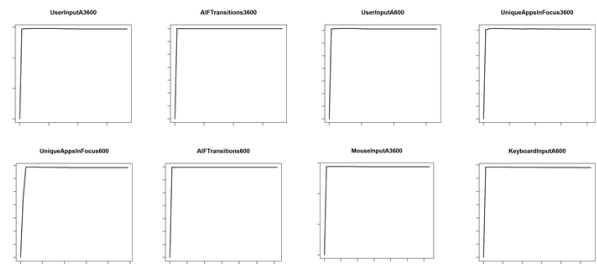 UserInputA3600
AIFTransitions3600
UserInputA600
UniqueAppsInFocus3600
UniqueAppsInFocus600
AIFTransitions600
MouseInputA3600
KeyboardInputA600